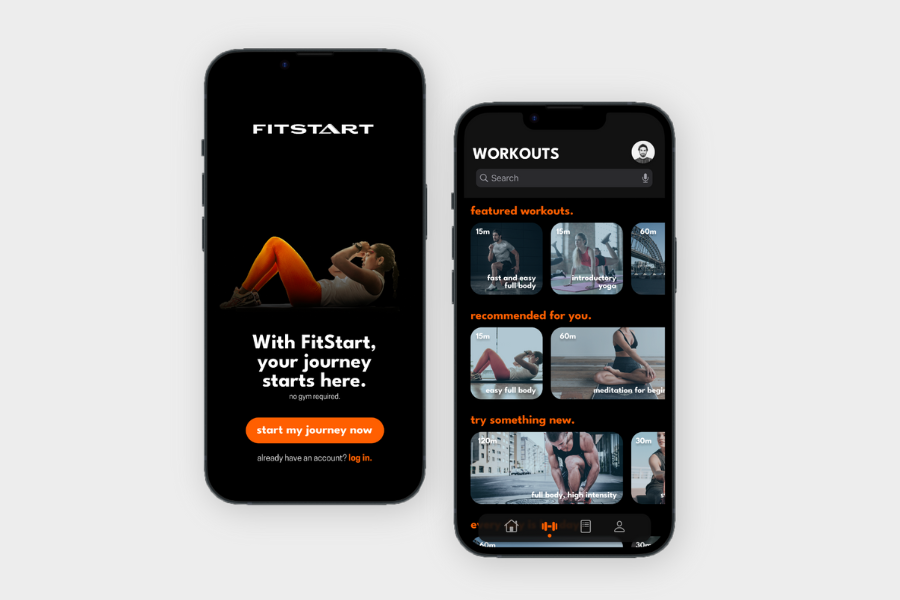 FITSTART
With FitStart,
your journey
starts here.
no gym required.
start my journey now
already have an account? log in.
WORKOUTS
Search
featured workouts.
15m
fast and easy
full body
15m
introductory
yoga
60m
recommended for you.
15m
easy full body
60m
meditation for
try something new.
120m
full body, high intensity
30m
60m
30m